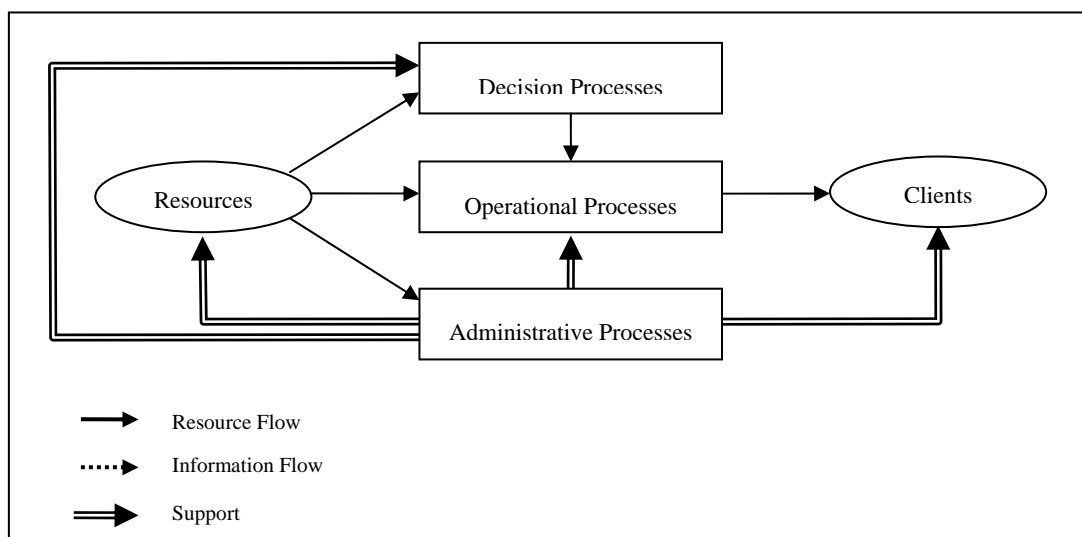 Decision Processes
Resources
Operational Processes
Clients
Administrative Processes
Resource Flow
Information Flow
Support